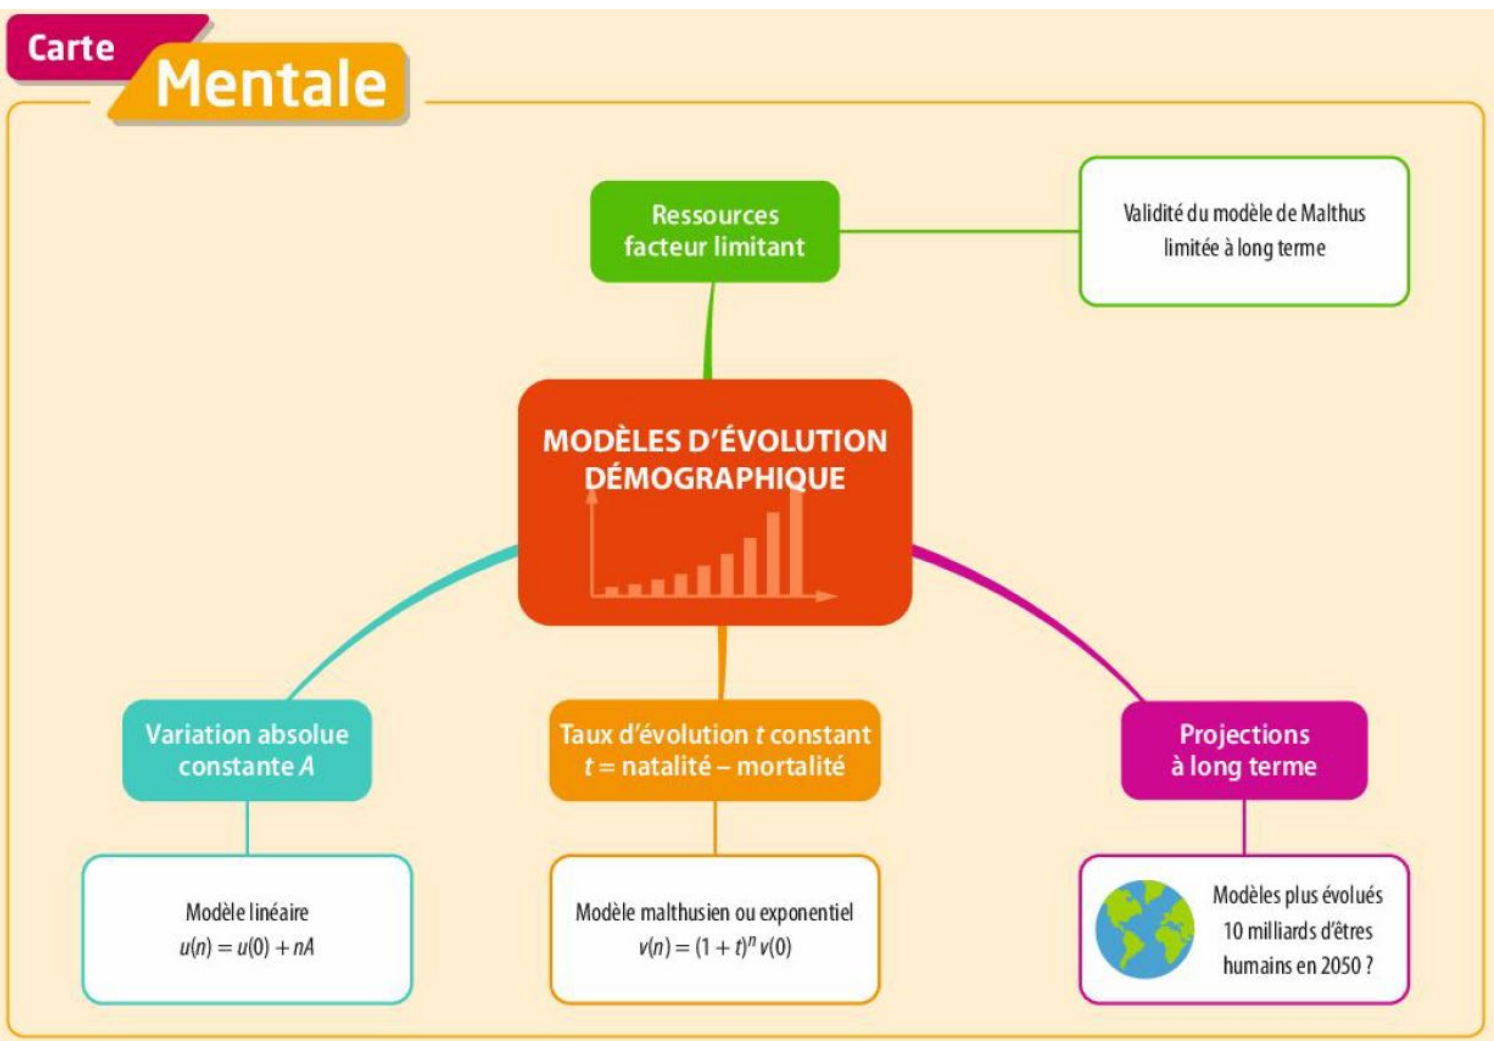 Carte
Mentale
Ressources
facteur limitant
Validité du modèle de Malthus
limitée à long terme
MODÈLES D’ÉVOLUTION
DÉMOGRAPHIQUE
Variation absolue
constante A
Modèle linéaire
u(n) = u(0) + nA
Taux d’évolution t constant
t = natalité – mortalité
Modèle malthusien ou exponentiel
v(n) = (1 + t)ⁿ v(0)
Projections
à long terme
Modèles plus évolués
10 milliards d’êtres
humains en 2050 ?